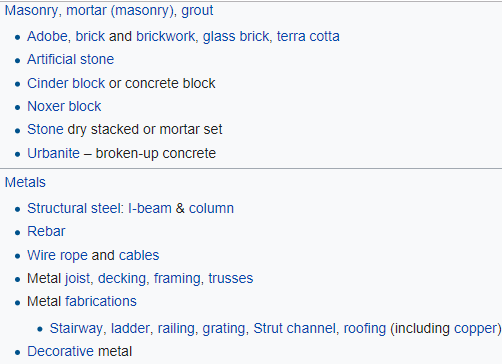 Masonry, mortar (masonry), grout
Adobe, brick and brickwork, glass brick, terra cotta
Artificial stone
Cinder block or concrete block
Noxer block
Stone dry stacked or mortar set
Urbanite – broken-up concrete
Metals
Structural steel: I-beam & column
Rebar
Wire rope and cables
Metal joist, decking, framing, trusses
Metal fabrications
Stairway, ladder, railing, grating, Strut channel, roofing (including copper)
Decorative metal